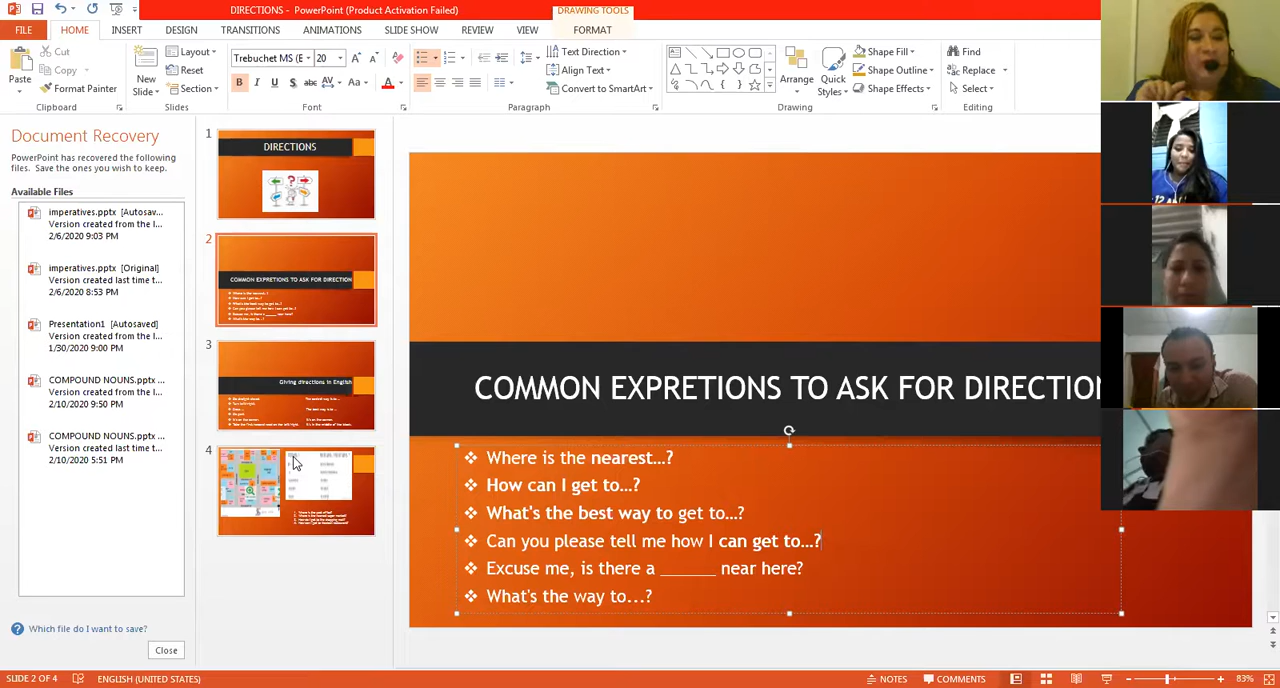 DIRECTIONS - PowerPoint (Product Activation Failed)
DRAWING TOOLS
FILE
HOME
INSERT
DESIGN
TRANSITIONS
ANIMATIONS
SLIDE SHOW
REVIEW
VIEW
FORMAT
Paste
Cut
Copy
Format Painter
Clipboard
New
Slide
Layout
Reset
Section
Slides
Trebuchet MS (E
20
Font
Text Direction
Align Text
Convert to SmartArt
Paragraph
Arrange
Quick
Styles
Shape Fill
Shape Outline
Shape Effects
Drawing
Find
Replace
Select
Editing
Document Recovery
PowerPoint has recovered the following
files. Save the ones you wish to keep.
Available Files
imperatives.pptx [Autosav...
Version created from the l...
2/6/2020 9:03 PM
imperatives.pptx [Original]
Version created last time t...
2/6/2020 8:53 PM
Presentation1 [Autosaved]
Version created from the l...
1/30/2020 9:00 PM
COMPOUND NOUNS.pptx ...
Version created from the l...
2/10/2020 9:50 PM
COMPOUND NOUNS.pptx ...
Version created last time t...
2/10/2020 5:51 PM
Which file do I want to save?
Close
1
DIRECTIONS
2
COMMON EXPRETIONS TO ASK FOR DIRECTION
3
Giving directions in English
4
COMMON EXPRETIONS TO ASK FOR DIRECTION
Where is the nearest...?
How can I get to...?
What's the best way to get to...?
Can you please tell me how I can get to...?
Excuse me, is there a ______ near here?
What's the way to...?
SLIDE 2 OF 4
ENGLISH (UNITED STATES)
NOTES
COMMENTS
83%